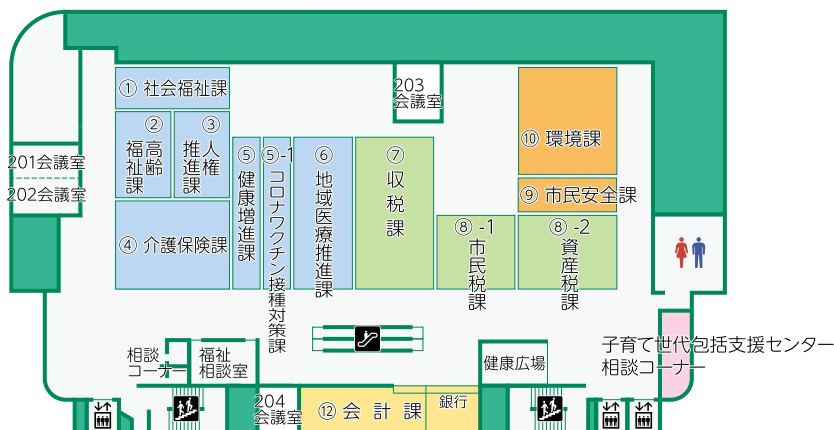 ① 社会福祉課
203
会議室
②
高齢
福祉課
③
人権
推進課
⑩ 環境課
201会議室
202会議室
⑤
健康増進課
⑤-1
コロナワクチン接種対策課
⑥
地域医療推進課
⑦
収税課
⑨ 市民安全課
④ 介護保険課
⑧-1
市民税課
⑧-2
資産税課
相談
コーナー
福祉
相談室
健康広場
子育て世代包括支援センター
相談コーナー
204
会議室
⑫ 会計課
銀行